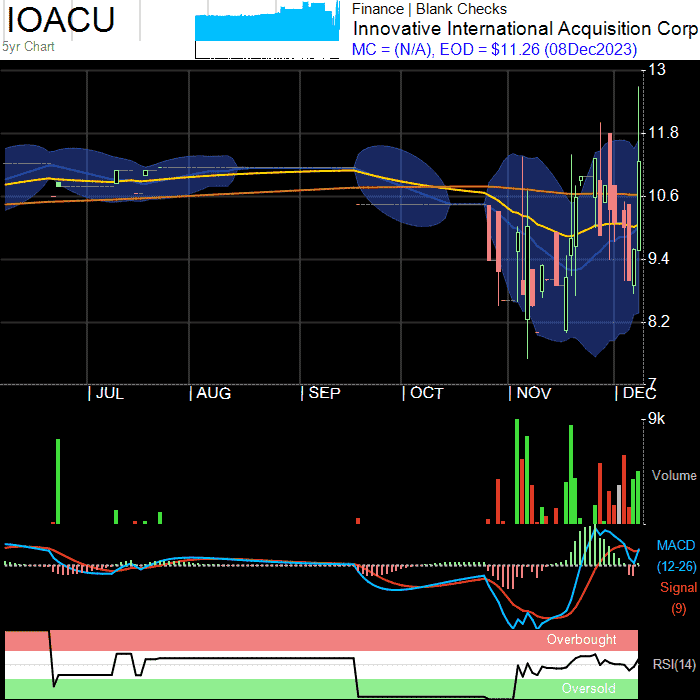 IOACU
5yr Chart
Finance | Blank Checks
Innovative International Acquisition Corp
MC = (N/A), EOD = $11.26 (08Dec2023)
13
11.8
10.6
9.4
8.2
7
JUL
AUG
SEP
OCT
NOV
DEC
9k
Volume
MACD
(12-26)
Signal
(9)
Overbought
RSI(14)
Oversold